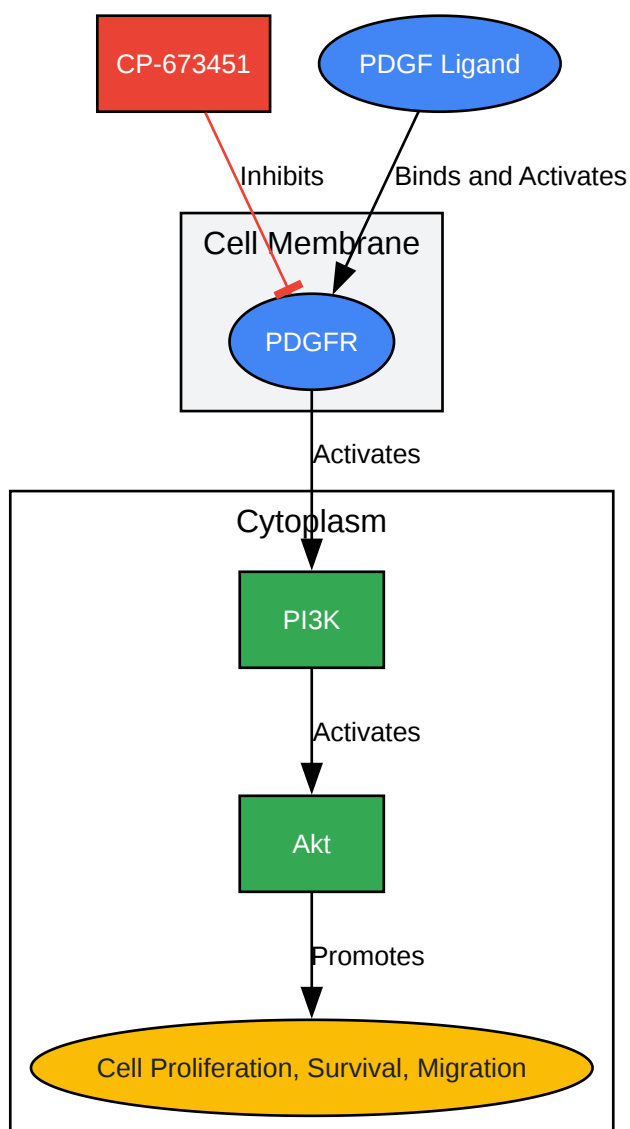 CP-673451
PDGF Ligand
Inhibits
Binds and Activates
Cell Membrane
PDGFR
Activates
Cytoplasm
PI3K
Activates
Akt
Promotes
Cell Proliferation, Survival, Migration